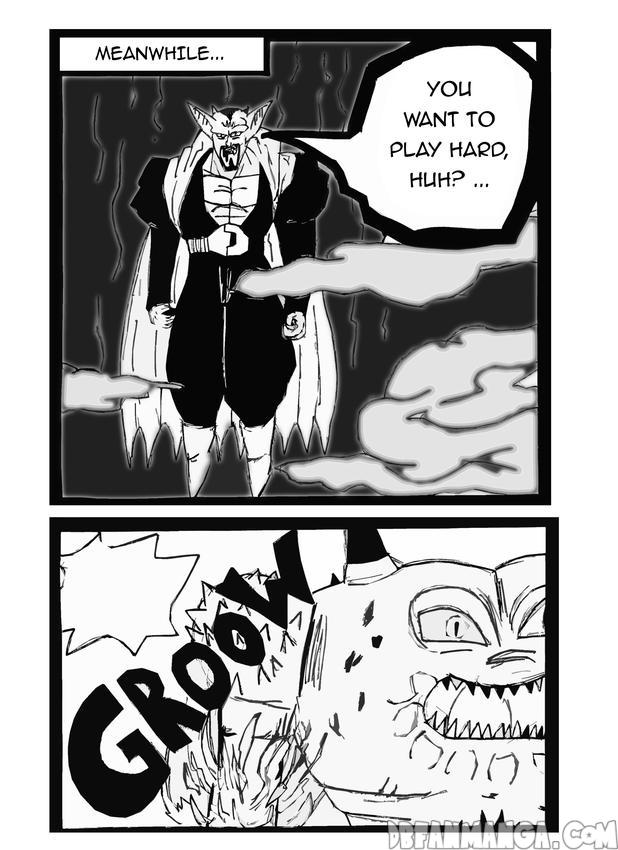 MEANWHILE...
YOU
WANT TO
PLAY HARD,
HUH? ...
GROOW
DBFANMANGA.COM